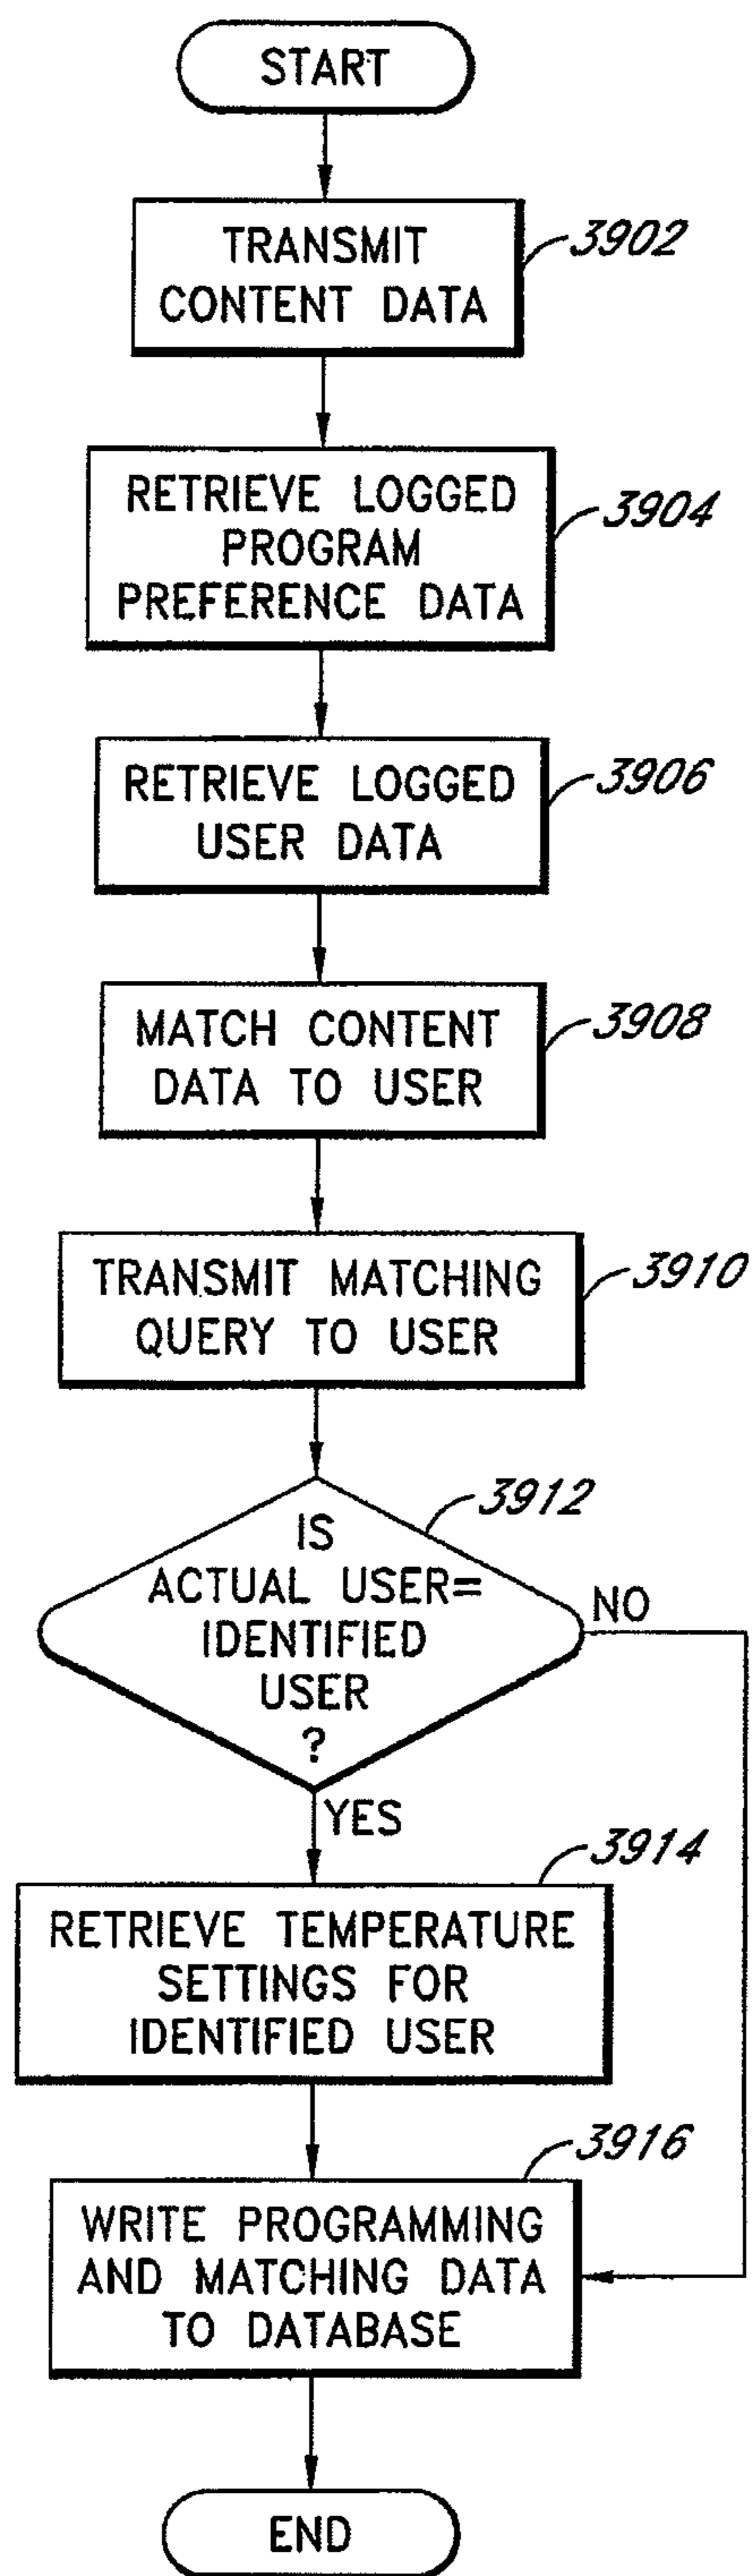 START
TRANSMIT
CONTENT DATA
3902
RETRIEVE LOGGED
PROGRAM
PREFERENCE DATA
3904
RETRIEVE LOGGED
USER DATA
3906
MATCH CONTENT
DATA TO USER
3908
TRANSMIT MATCHING
QUERY TO USER
3910
IS
ACTUAL USER=
IDENTIFIED
USER
?
3912
NO
YES
RETRIEVE TEMPERATURE
SETTINGS FOR
IDENTIFIED USER
3914
WRITE PROGRAMMING
AND MATCHING DATA
TO DATABASE
3916
END